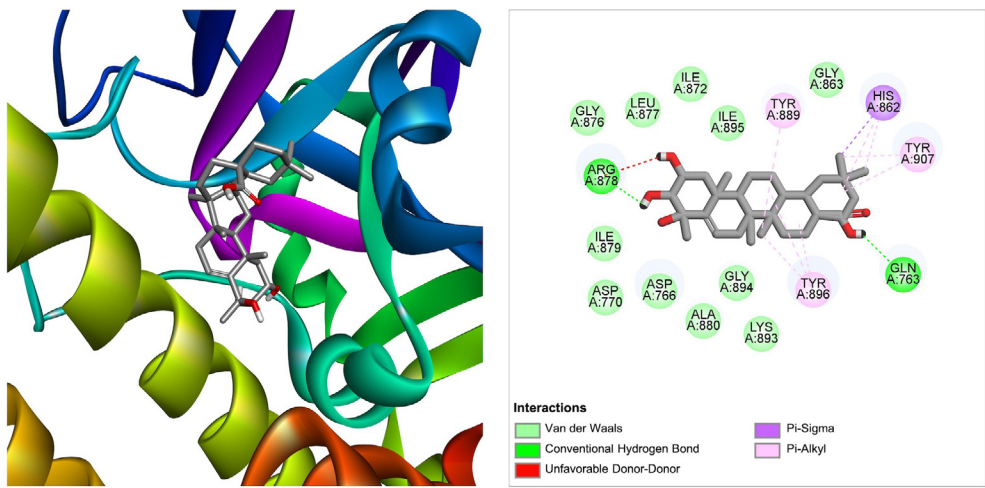 ILE
A:872
GLY
A:863
HIS
A:862
LEU
A:877
TYR
A:889
GLY
A:876
ILE
A:895
TYR
A:907
ARG
A:878
ILE
A:879
GLN
A:763
GLY
A:894
ASP
A:766
TYR
A:896
ASP
A:770
ALA
A:880
LYS
A:893
Interactions
Van der Waals
Conventional Hydrogen Bond
Unfavorable Donor-Donor
Pi-Sigma
Pi-Alkyl